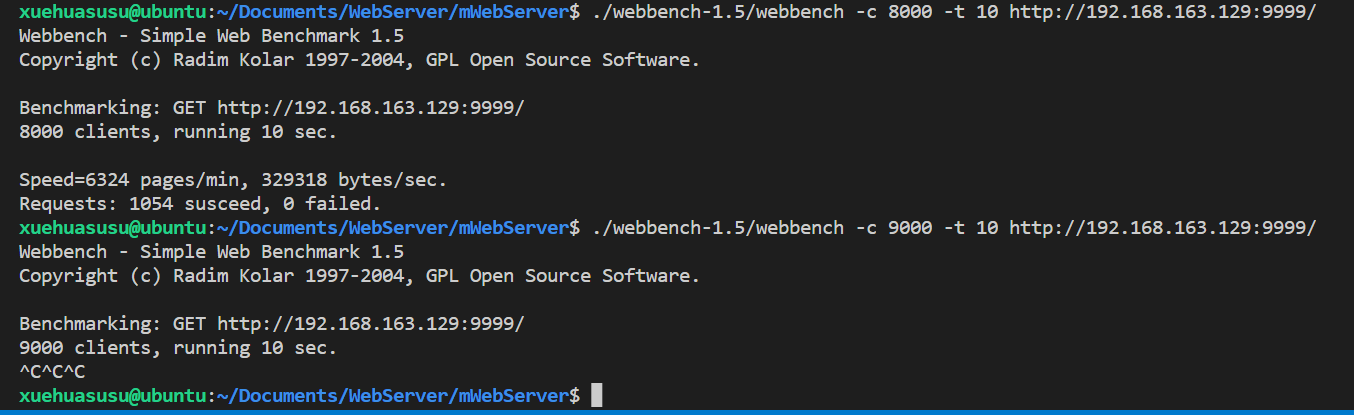 xuehuasusu@ubuntu:~/Documents/WebServer/mWebServer$ ./webbench-1.5/webbench -c 8000 -t 10 http://192.168.163.129:9999/
Webbench - Simple Web Benchmark 1.5
Copyright (c) Radim Kolar 1997-2004, GPL Open Source Software.
Benchmarking: GET http://192.168.163.129:9999/
8000 clients, running 10 sec.
Speed=6324 pages/min, 329318 bytes/sec.
Requests: 1054 susceed, 0 failed.
xuehuasusu@ubuntu:~/Documents/WebServer/mWebServer$ ./webbench-1.5/webbench -c 9000 -t 10 http://192.168.163.129:9999/
Webbench - Simple Web Benchmark 1.5
Copyright (c) Radim Kolar 1997-2004, GPL Open Source Software.
Benchmarking: GET http://192.168.163.129:9999/
9000 clients, running 10 sec.
^C^C^C
xuehuasusu@ubuntu:~/Documents/WebServer/mWebServer$